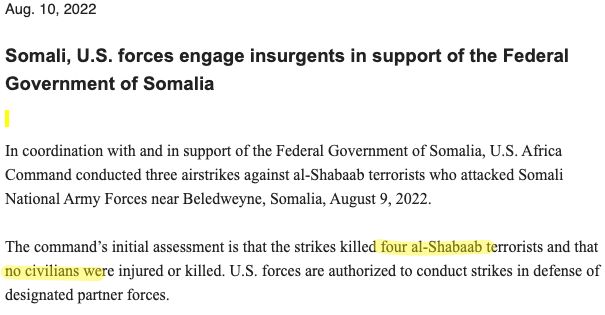 Aug. 10, 2022
Somali, U.S. forces engage insurgents in support of the Federal
Government of Somalia
In coordination with and in support of the Federal Government of Somalia, U.S. Africa
Command conducted three airstrikes against al-Shabaab terrorists who attacked Somali
National Army Forces near Beledweyne, Somalia, August 9, 2022.
The command’s initial assessment is that the strikes killed four al-Shabaab terrorists and that
no civilians were injured or killed. U.S. forces are authorized to conduct strikes in defense of
designated partner forces.